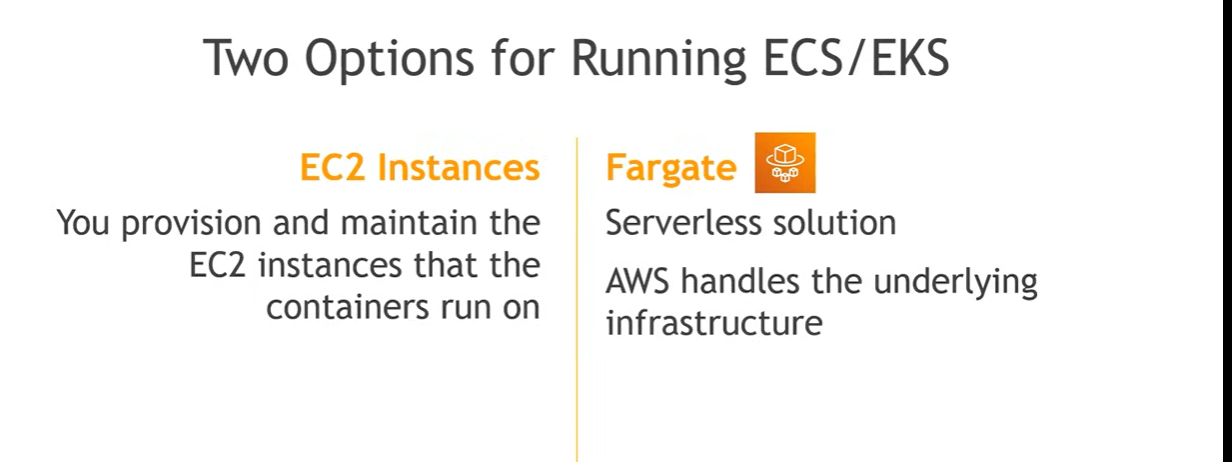 Two Options for Running ECS/EKS
EC2 Instances
You provision and maintain the
EC2 instances that the
containers run on
Fargate
Serverless solution
AWS handles the underlying
infrastructure